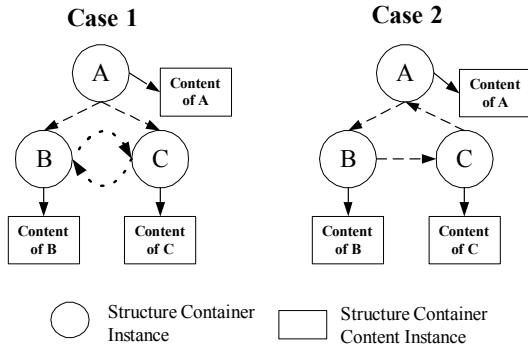 Case 1
A
Content
of A
B
C
Content
of B
Content
of C
Case 2
A
Content
of A
B
C
Content
of B
Content
of C
Structure Container
Instance
Structure Container
Content Instance